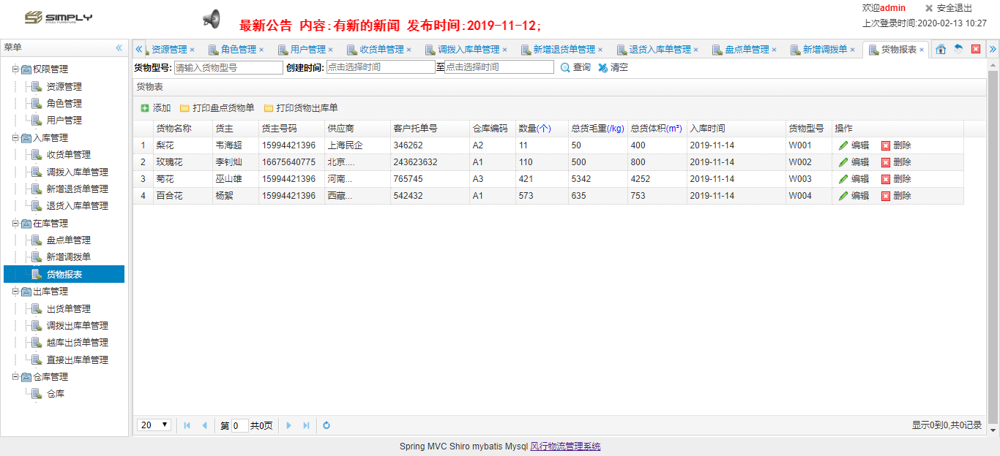 SIMPLY
最新公告 内容:有新的新闻 发布时间:2019-11-12;
欢迎admin 安全退出
上次登录时间:2020-02-13 10:27
菜单
权限管理
资源管理
角色管理
用户管理
入库管理
收货单管理
调拨入库单管理
新增退货单管理
退货入库单管理
在库管理
盘点单管理
新增调拨单
货物报表
出库管理
出货单管理
调拨出库单管理
越库出货单管理
直接出库单管理
仓库管理
仓库
资源管理 角色管理 用户管理 收货单管理 调拨入库单管理 新增退货单管理 退货入库单管理 盘点单管理 新增调拨单 货物报表
货物型号: 请输入货物型号 创建时间: 点击选择时间 至 点击选择时间 查询 清空
货物表
添加 打印盘点货物单 打印货物出库单
货物名称 货主 货主号码 供应商 客户托单号 仓库编码 数量(个) 总货毛重(/kg) 总货体积(m³) 入库时间 货物型号 操作
1 梨花 韦海超 15994421396 上海民企 346262 A2 11 50 400 2019-11-14 W001 编辑 删除
2 玫瑰花 李钊灿 16675640775 北京.... 243623632 A1 110 500 800 2019-11-14 W002 编辑 删除
3 菊花 巫山雄 15994421396 河南... 765745 A3 421 5342 4252 2019-11-14 W003 编辑 删除
4 百合花 杨絮 15994421396 西藏... 542432 A1 573 635 753 2019-11-14 W004 编辑 删除
20 第 0 共0页
显示0到0,共0记录
Spring MVC Shiro mybatis Mysql 风行物流管理系统